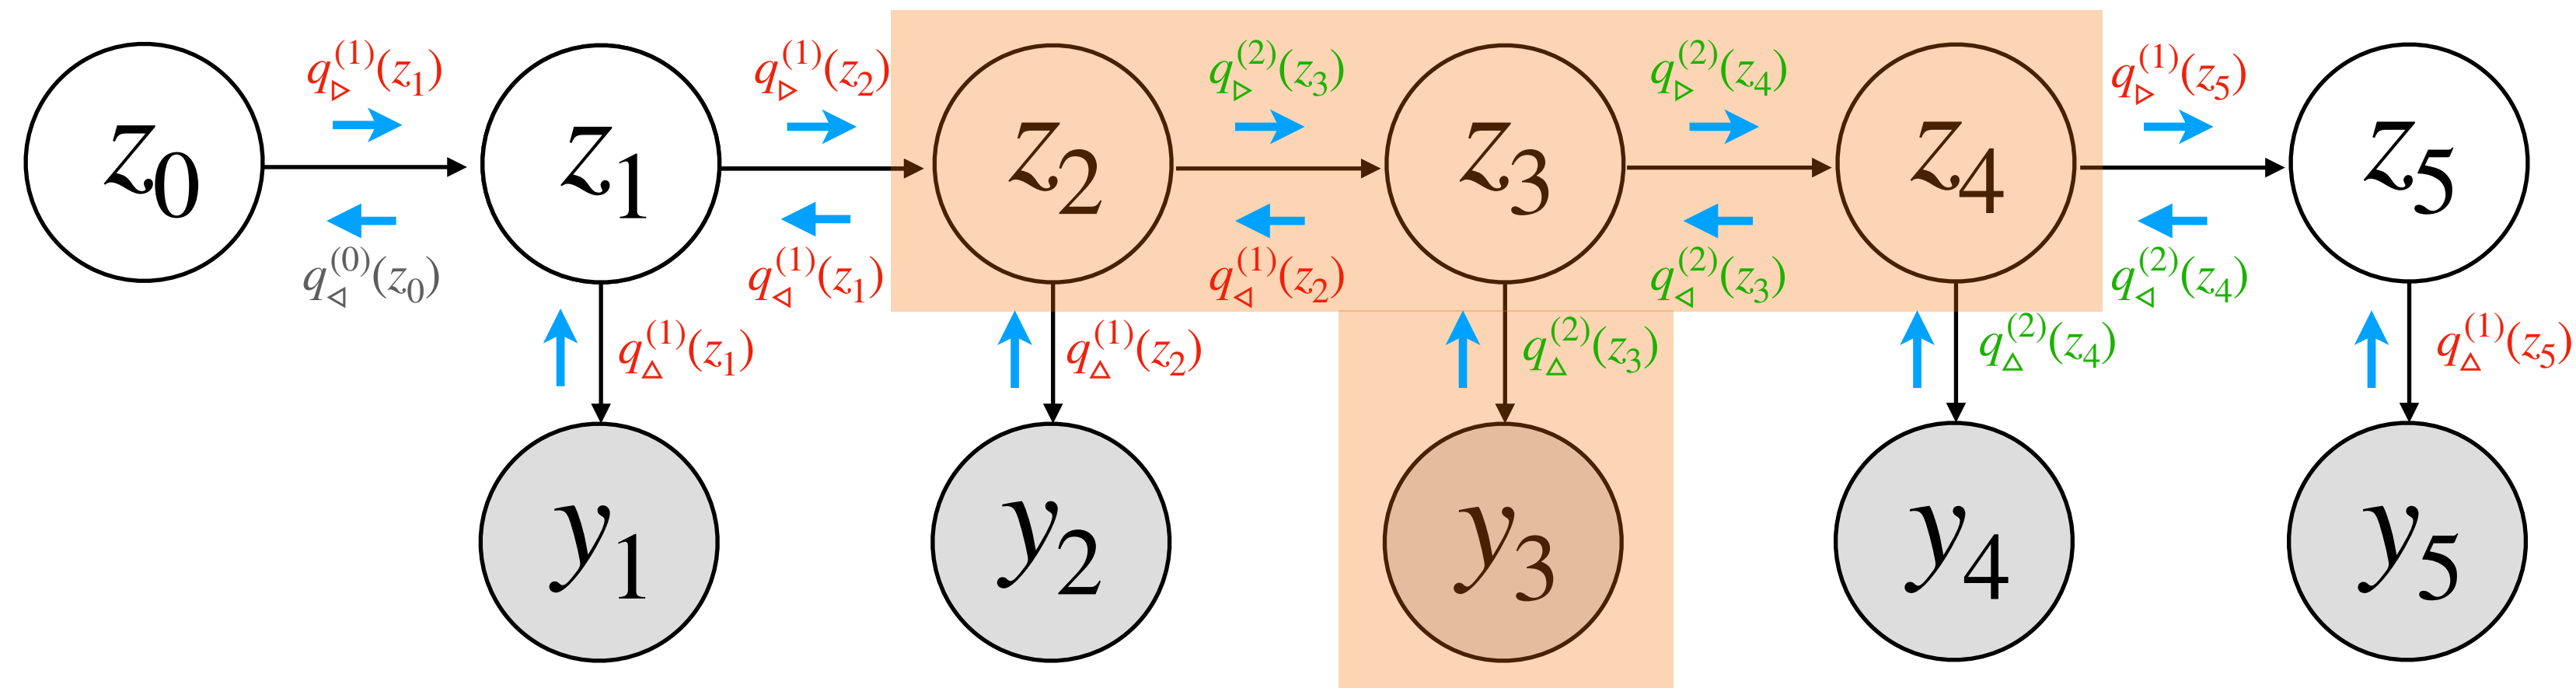 q▷(1)(z1) q▷(1)(z2) q▷(2)(z3) q▷(2)(z4) q▷(1)(z5)
z0 z1 z2 z3 z4 z5
q◁(0)(z0) q◁(1)(z1) q◁(1)(z2) q◁(2)(z3) q◁(2)(z4)
q△(1)(z1) q△(1)(z2) q△(2)(z3) q△(2)(z4) q△(1)(z5)
y1 y2 y3 y4 y5